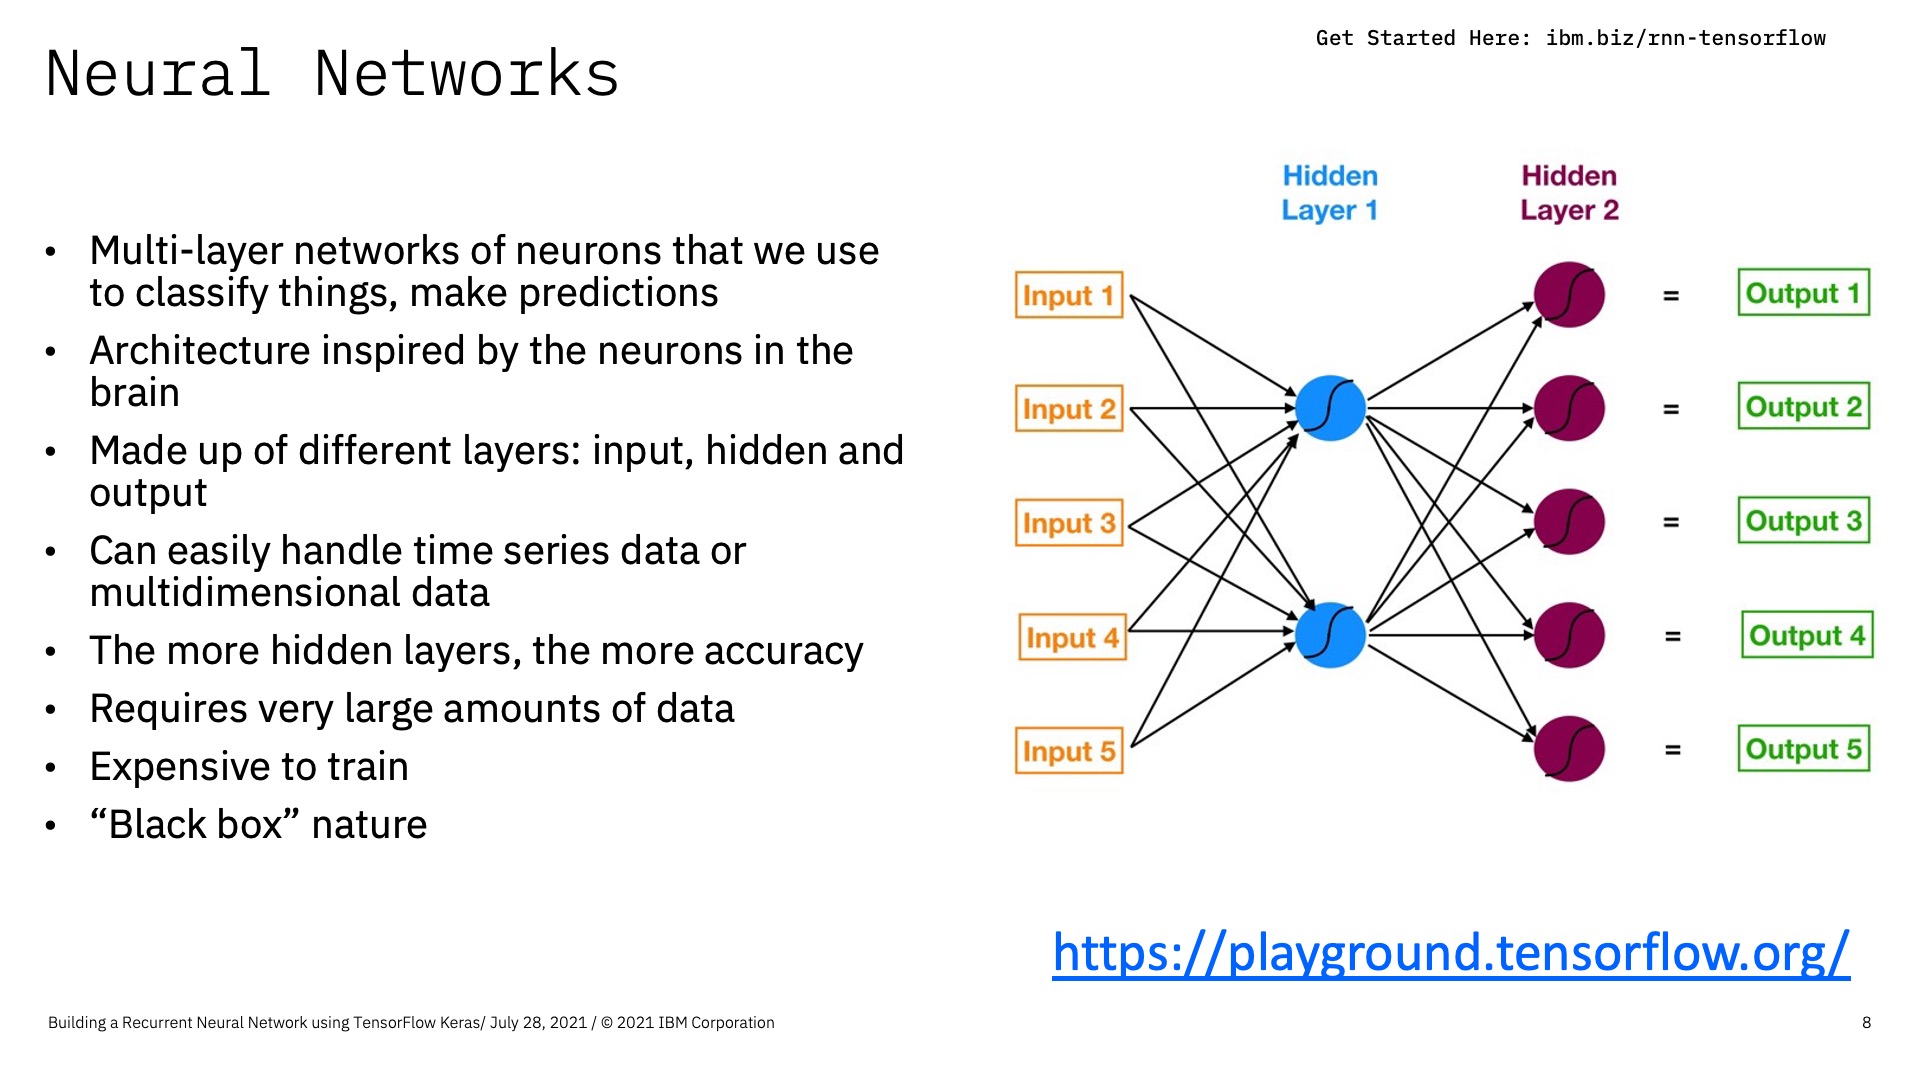 Get Started Here: ibm.biz/rnn-tensorflow
Neural Networks
• Multi-layer networks of neurons that we use
to classify things, make predictions
• Architecture inspired by the neurons in the
brain
• Made up of different layers: input, hidden and
output
• Can easily handle time series data or
multidimensional data
• The more hidden layers, the more accuracy
• Requires very large amounts of data
• Expensive to train
• “Black box” nature
Hidden
Layer 1
Hidden
Layer 2
Input 1
= Output 1
Input 2
= Output 2
Input 3
= Output 3
Input 4
= Output 4
Input 5
= Output 5
https://playground.tensorflow.org/
Building a Recurrent Neural Network using TensorFlow Keras/ July 28, 2021 / © 2021 IBM Corporation
8